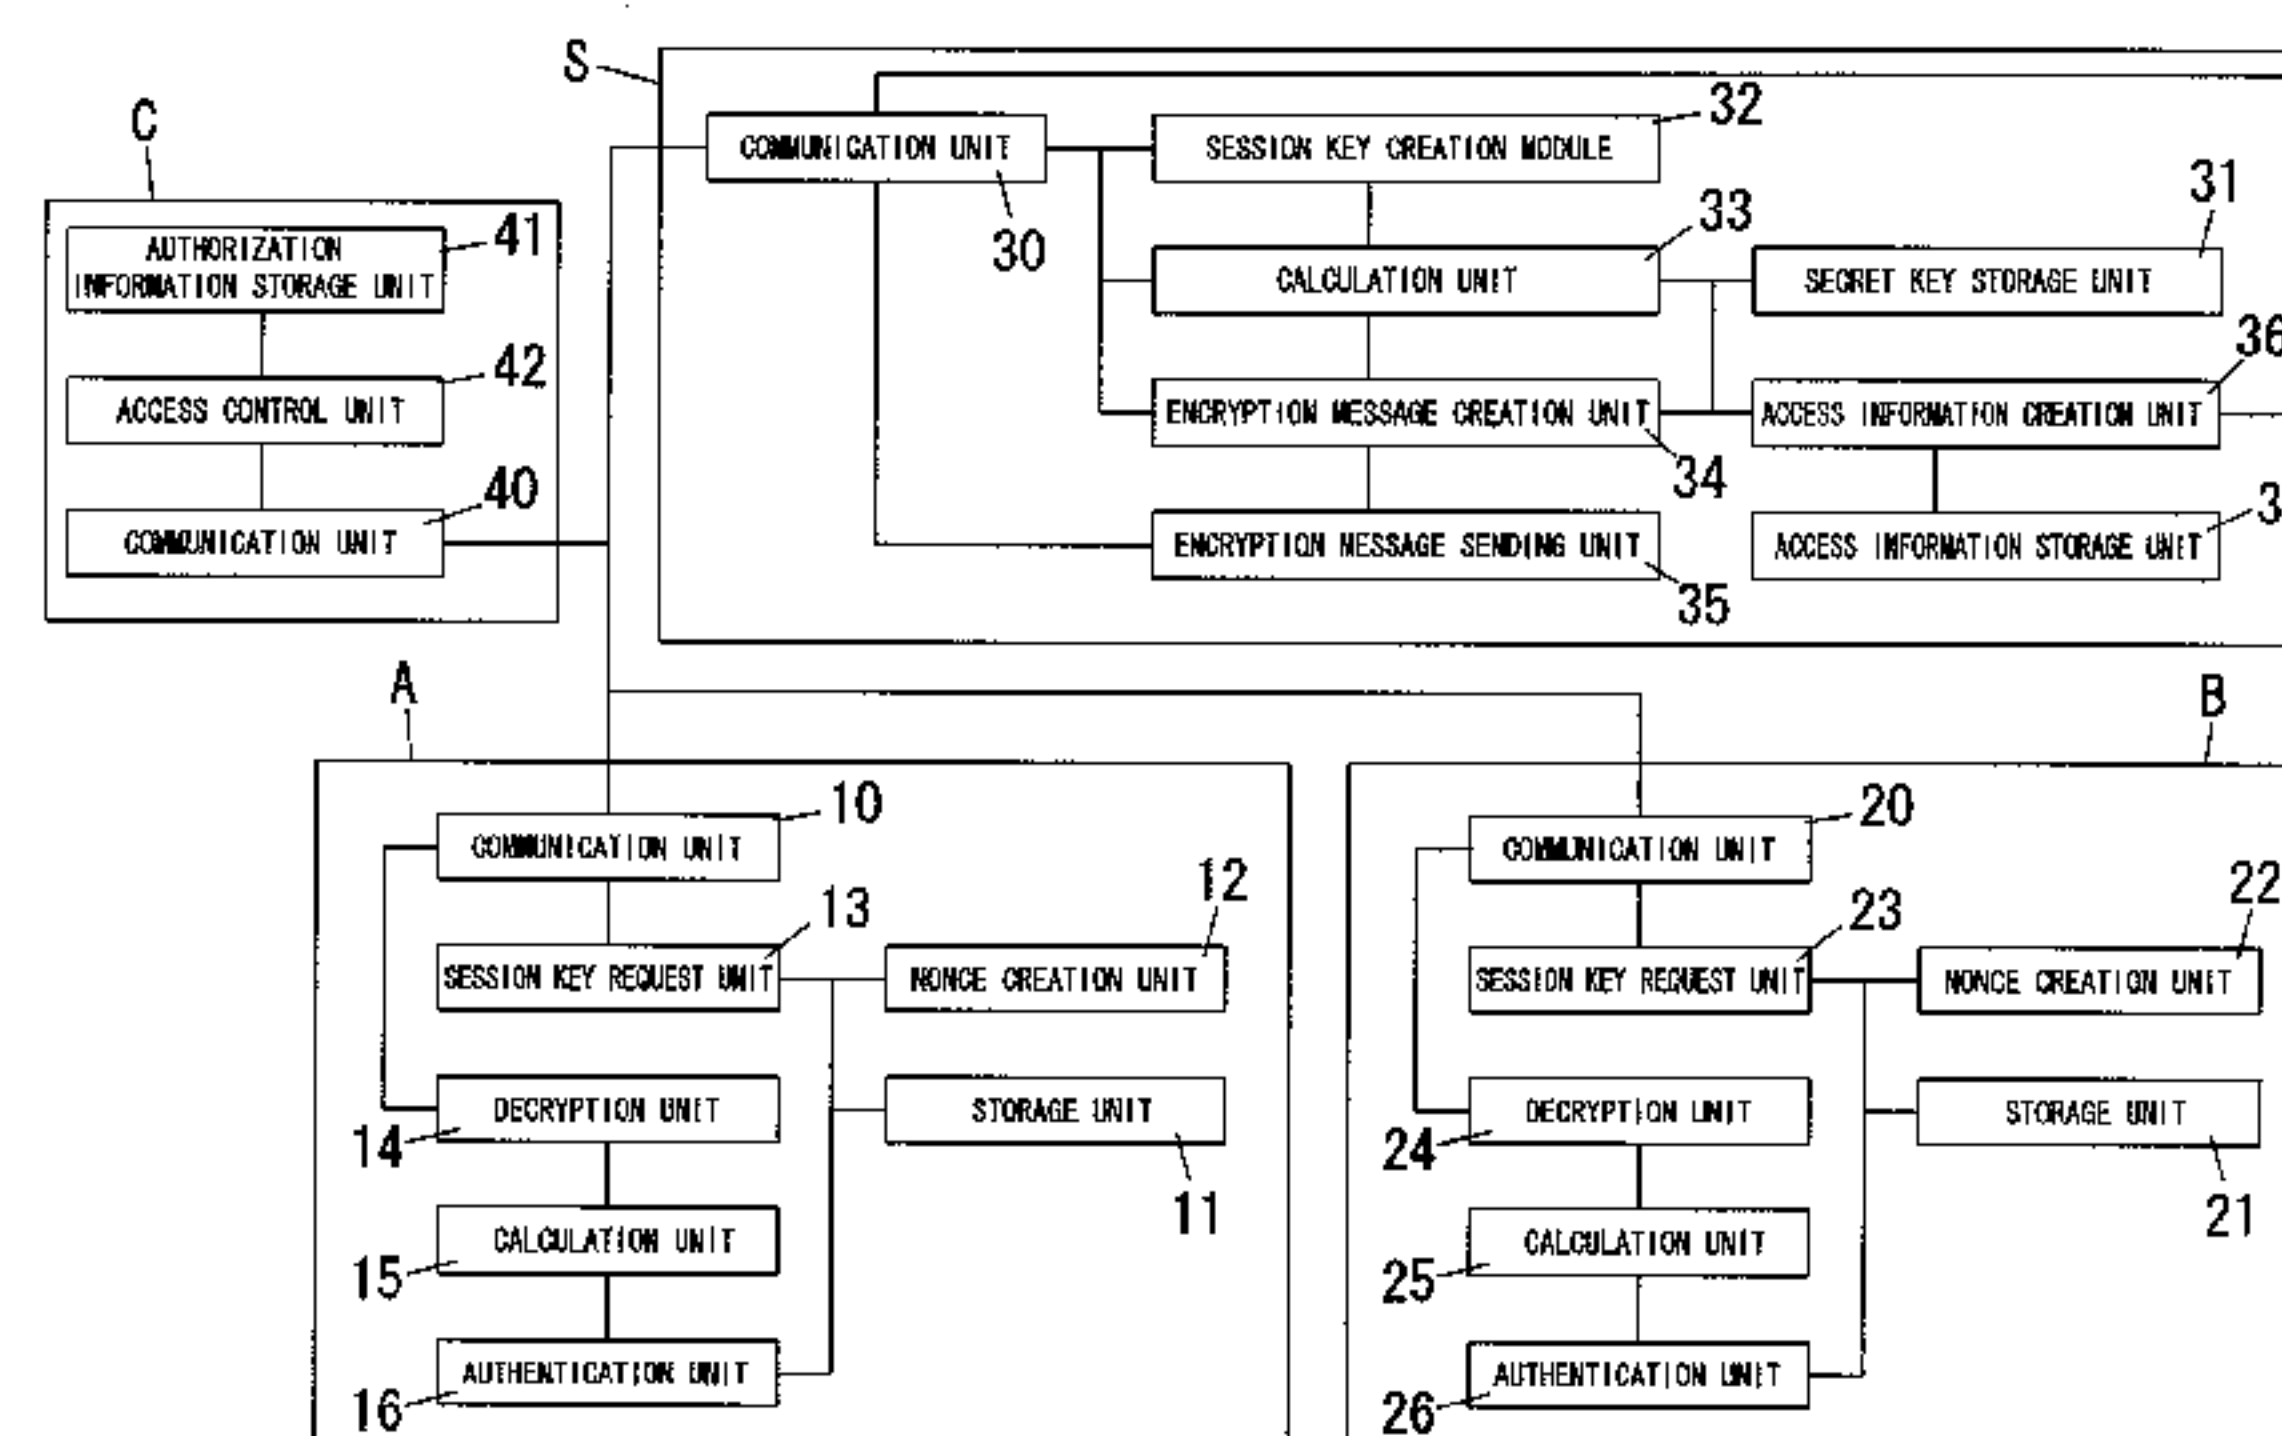 S
C
COMMUNICATION UNIT
30
SESSION KEY CREATION MODULE
32
CALCULATION UNIT
33
SECRET KEY STORAGE UNIT
31
ENCRYPTION MESSAGE CREATION UNIT
34
ACCESS INFORMATION CREATION UNIT
36
ENCRYPTION MESSAGE SENDING UNIT
35
ACCESS INFORMATION STORAGE UNIT
3
AUTHORIZATION
INFORMATION STORAGE UNIT
41
ACCESS CONTROL UNIT
42
COMMUNICATION UNIT
40
A
COMMUNICATION UNIT
10
SESSION KEY REQUEST UNIT
13
NONCE CREATION UNIT
12
DECRYPTION UNIT
14
STORAGE UNIT
11
CALCULATION UNIT
15
AUTHENTICATION UNIT
16
B
COMMUNICATION UNIT
20
SESSION KEY REQUEST UNIT
23
NONCE CREATION UNIT
22
DECRYPTION UNIT
24
STORAGE UNIT
21
CALCULATION UNIT
25
AUTHENTICATION UNIT
26